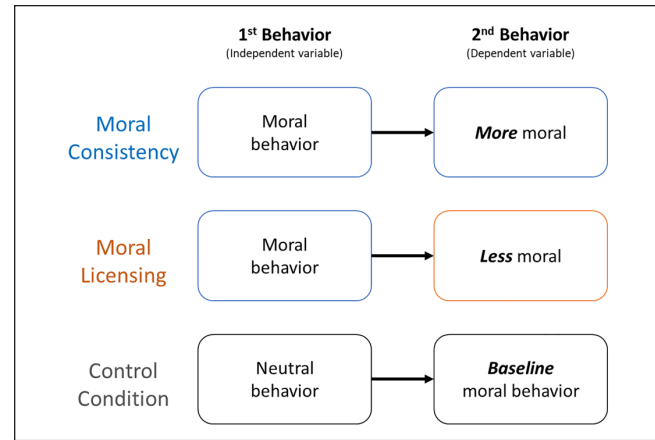 1st Behavior
(Independent variable)
2nd Behavior
(Dependent variable)
Moral
Consistency
Moral
behavior
More moral
Moral
Licensing
Moral
behavior
Less moral
Control
Condition
Neutral
behavior
Baseline
moral behavior